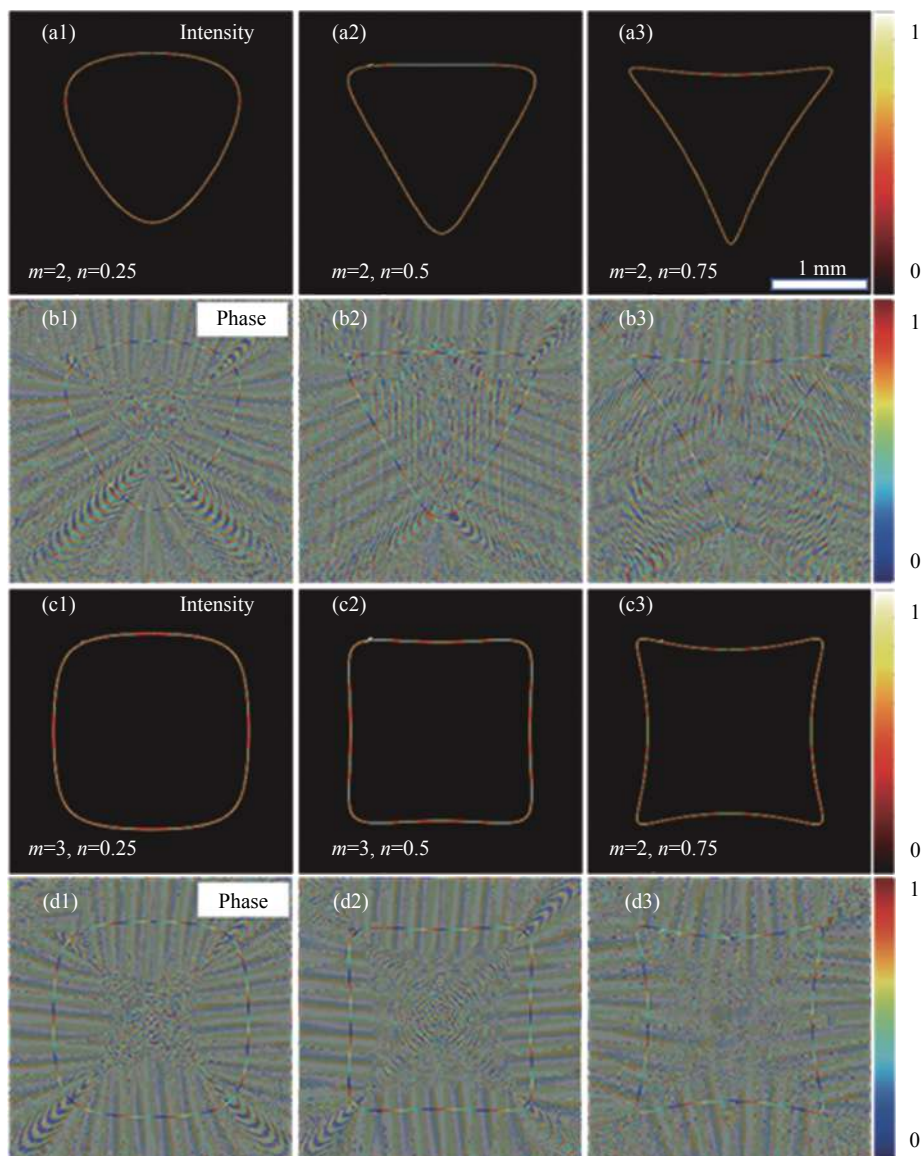 (a1) Intensity (a2) (a3) 1
m=2, n=0.25 m=2, n=0.5 m=2, n=0.75
1 mm
0
(b1) Phase (b2) (b3) 1
0
(c1) Intensity (c2) (c3) 1
m=3, n=0.25 m=3, n=0.5 m=2, n=0.75 0
(d1) Phase (d2) (d3) 1
0